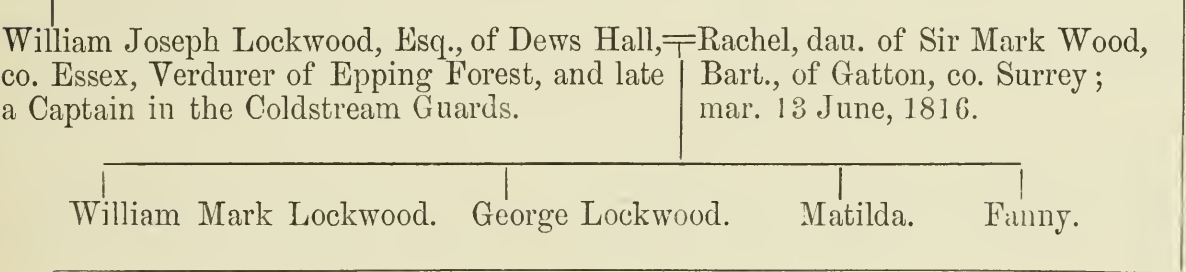 William Joseph Lockwood, Esq., of Dews Hall,
co. Essex, Verdurer of Epping Forest, and late
a Captain in the Coldstream Guards.
Rachel, dau. of Sir Mark Wood,
Bart., of Gatton, co. Surrey;
mar. 13 June, 1816.
William Mark Lockwood. George Lockwood. Matilda. Fanny.